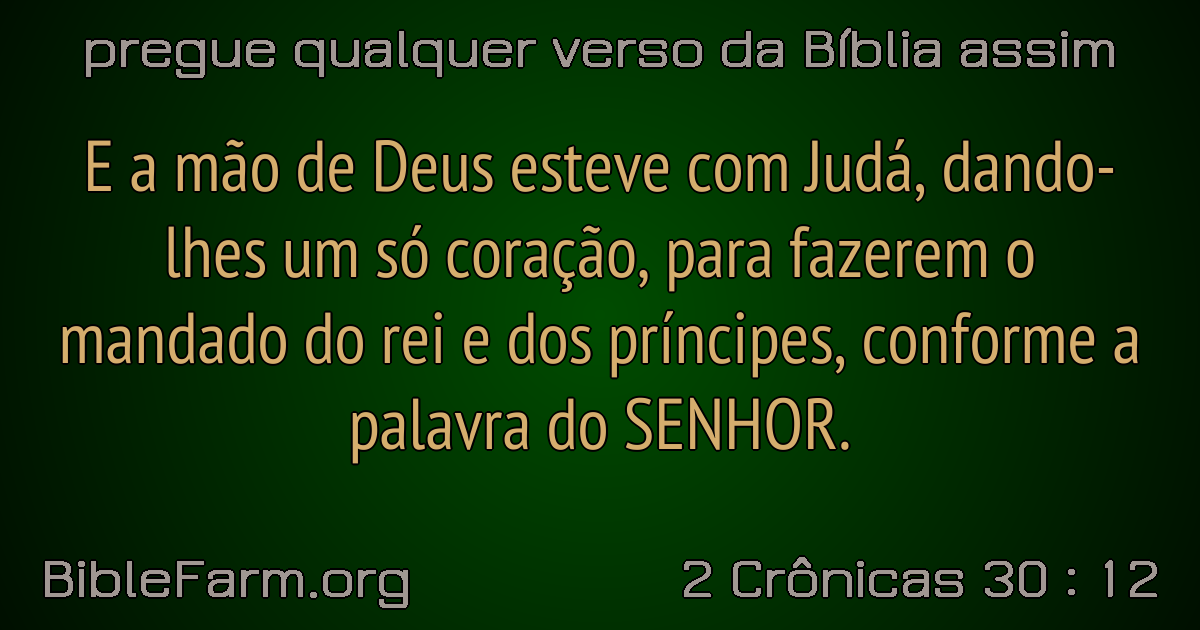 pregue qualquer verso da Bíblia assim
E a mão de Deus esteve com Judá, dando-
lhes um só coração, para fazerem o
mandado do rei e dos príncipes, conforme a
palavra do SENHOR.
BibleFarm.org
2 Crônicas 30 : 12